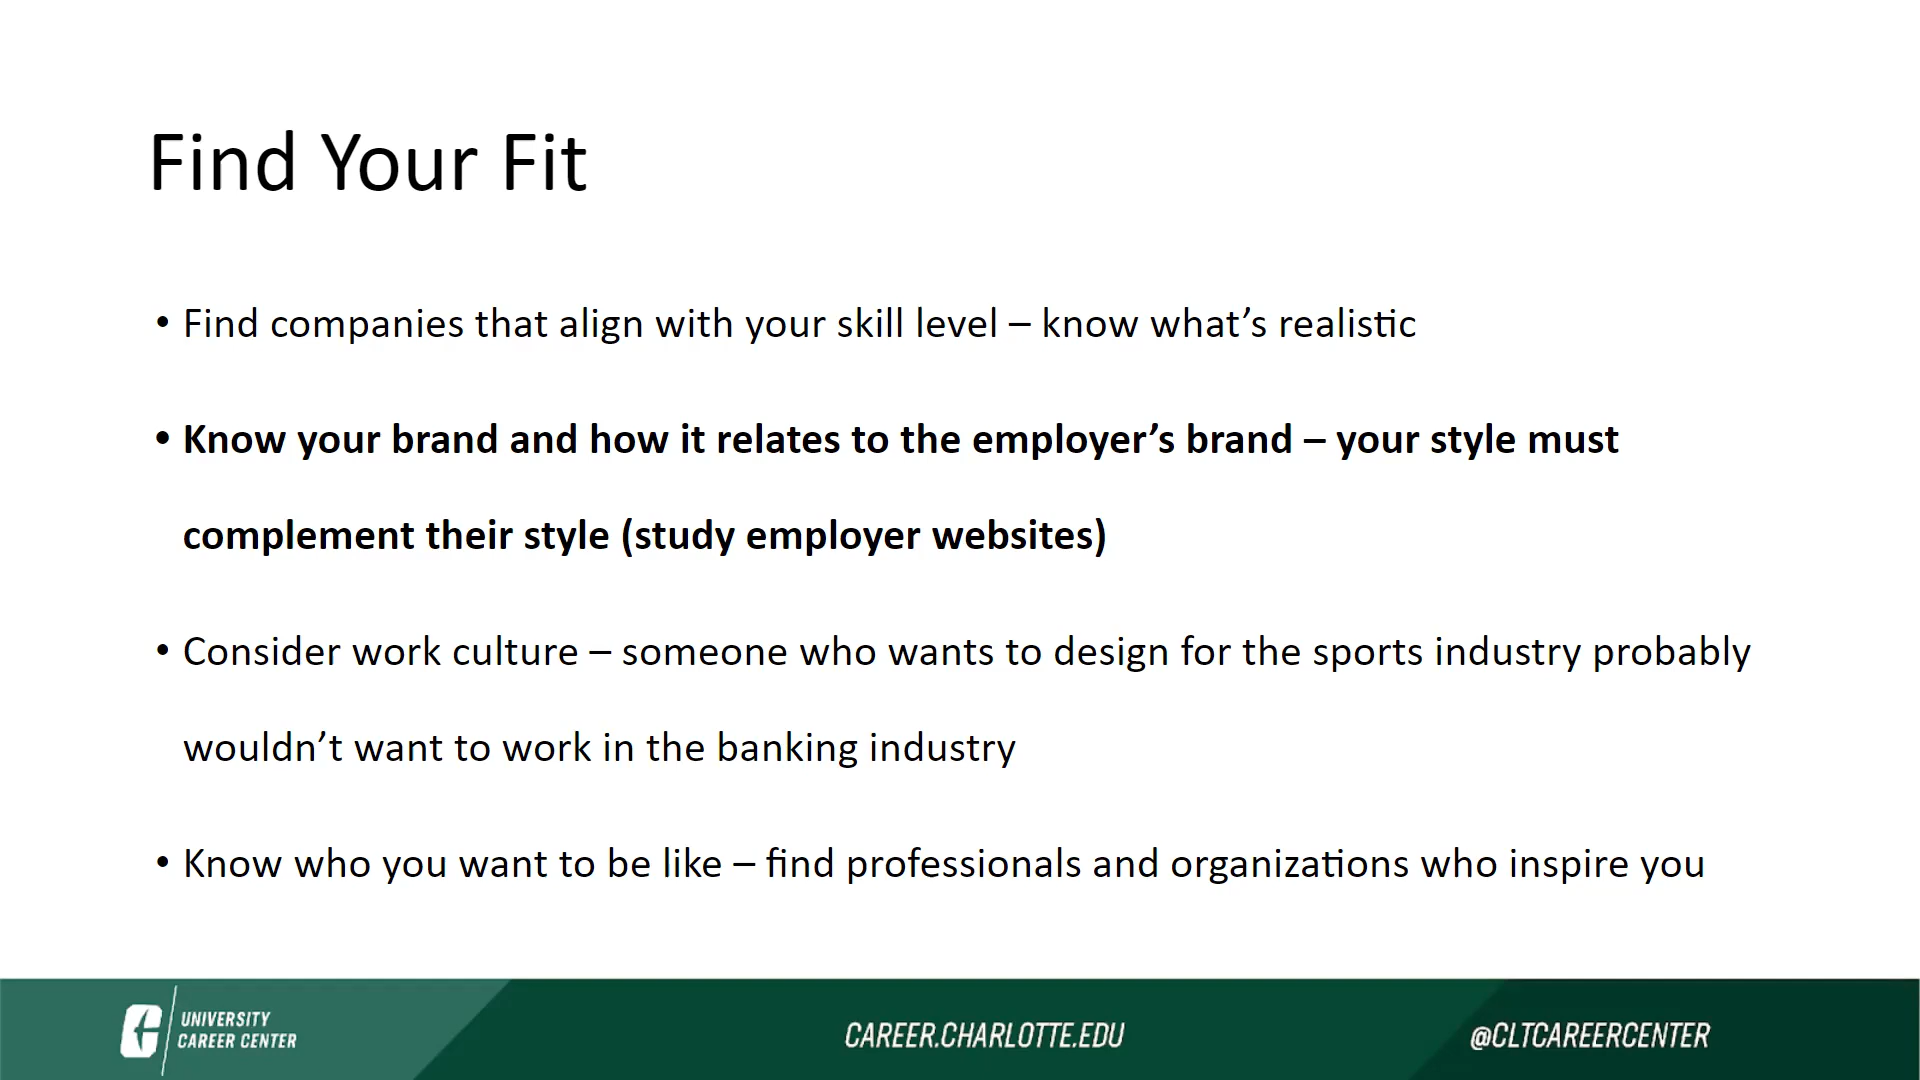 Find Your Fit
• Find companies that align with your skill level – know what’s realistic
• Know your brand and how it relates to the employer’s brand – your style must
complement their style (study employer websites)
• Consider work culture – someone who wants to design for the sports industry probably
wouldn’t want to work in the banking industry
• Know who you want to be like – find professionals and organizations who inspire you
UNIVERSITY
CAREER CENTER
CAREER.CHARLOTTE.EDU
@CLTCAREERCENTER